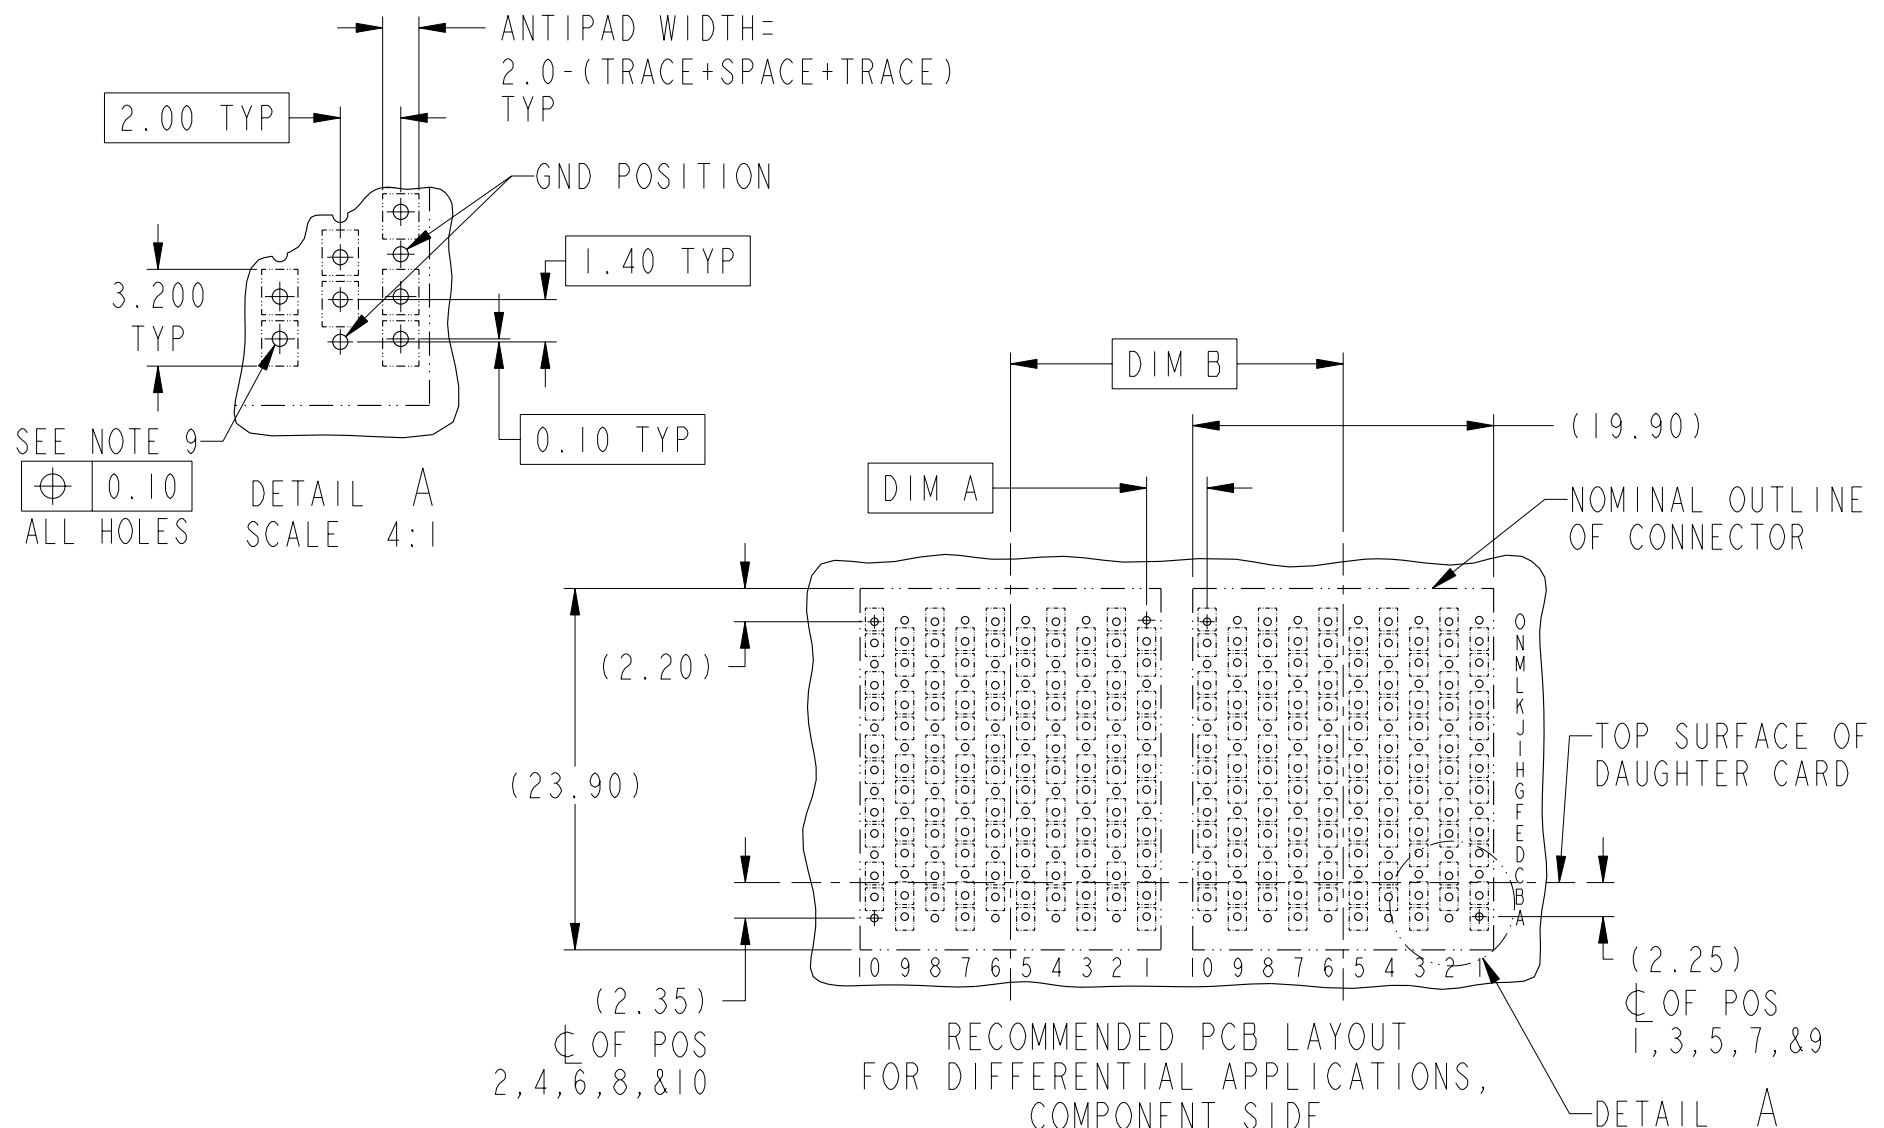 ANTIPAD WIDTH=
2.0-(TRACE+SPACE+TRACE)
TYP
2.00 TYP
GND POSITION
1.40 TYP
3.200
TYP
0.10 TYP
SEE NOTE 9
⌖ 0.10
ALL HOLES
DETAIL A
SCALE 4:1
DIM B
(19.90)
DIM A
NOMINAL OUTLINE
OF CONNECTOR
(2.20)
(23.90)
O
N
M
L
K
J
I
H
G
F
E
D
C
B
A
TOP SURFACE OF
DAUGHTER CARD
10 9 8 7 6 5 4 3 2 1
10 9 8 7 6 5 4 3 2 1
(2.35)
℄ OF POS
2,4,6,8,&10
(2.25)
℄ OF POS
1,3,5,7,&9
RECOMMENDED PCB LAYOUT
FOR DIFFERENTIAL APPLICATIONS,
COMPONENT SIDE
DETAIL A